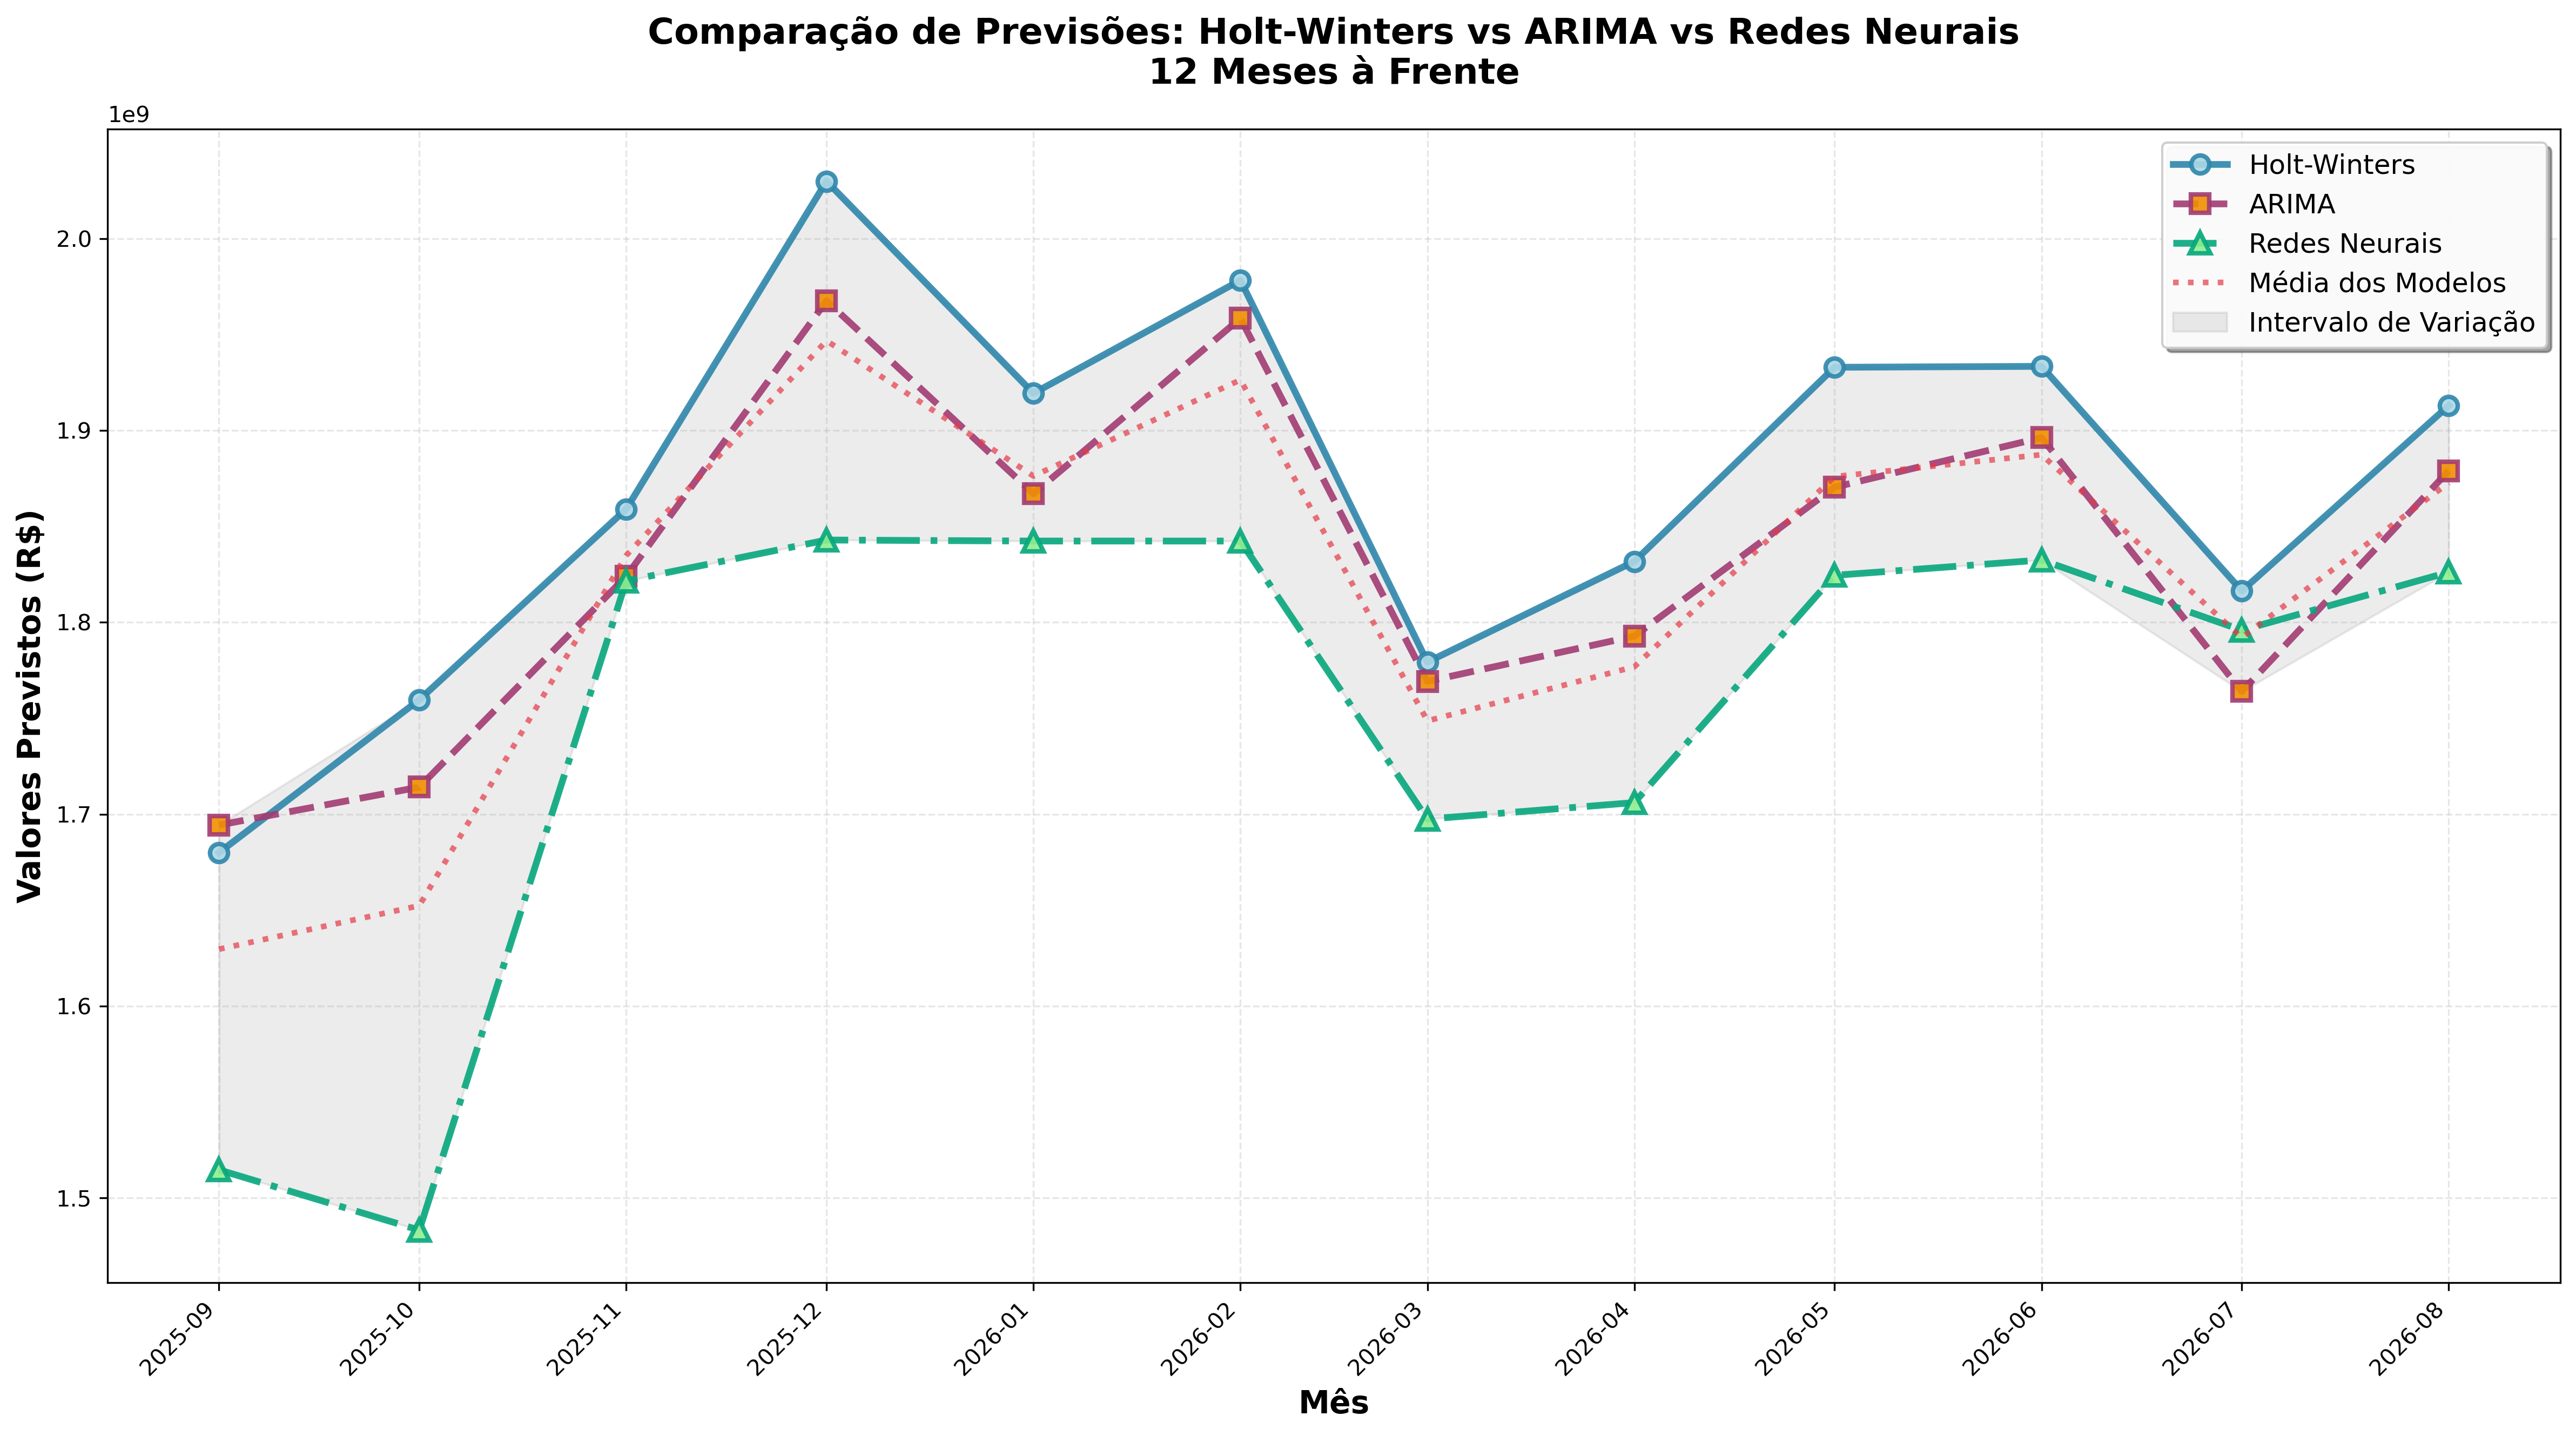 Comparação de Previsões: Holt-Winters vs ARIMA vs Redes Neurais
12 Meses à Frente
1e9
Holt-Winters
ARIMA
Redes Neurais
Média dos Modelos
Intervalo de Variação
Valores Previstos (R$)
2.0
1.9
1.8
1.7
1.6
1.5
2025-09
2025-10
2025-11
2025-12
2026-01
2026-02
2026-03
2026-04
2026-05
2026-06
2026-07
2026-08
Mês